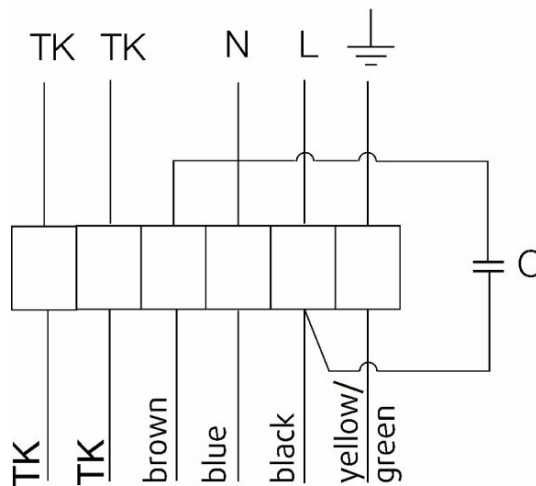 TK TK N L
C
TK
TK
brown
blue
black
yellow/
green